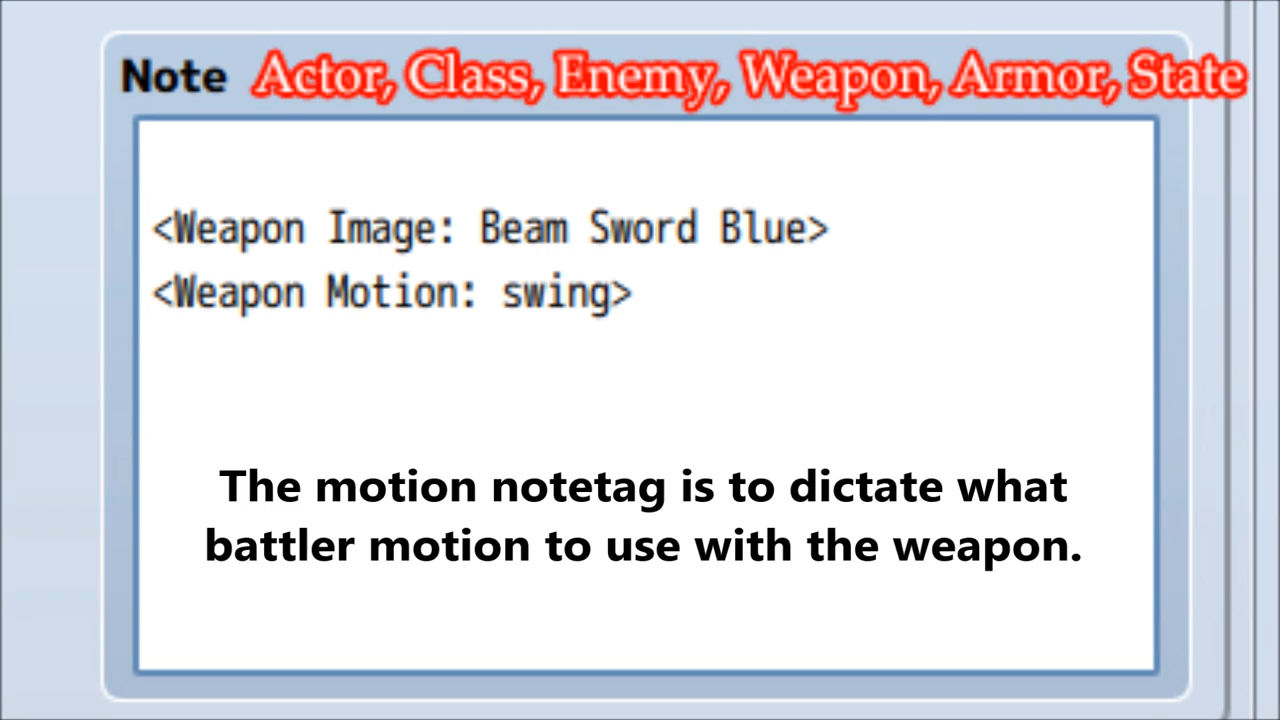 Note Actor, Class, Enemy, Weapon, Armor, State
<Weapon Image: Beam Sword Blue>
<Weapon Motion: swing>
The motion notetag is to dictate what
battler motion to use with the weapon.